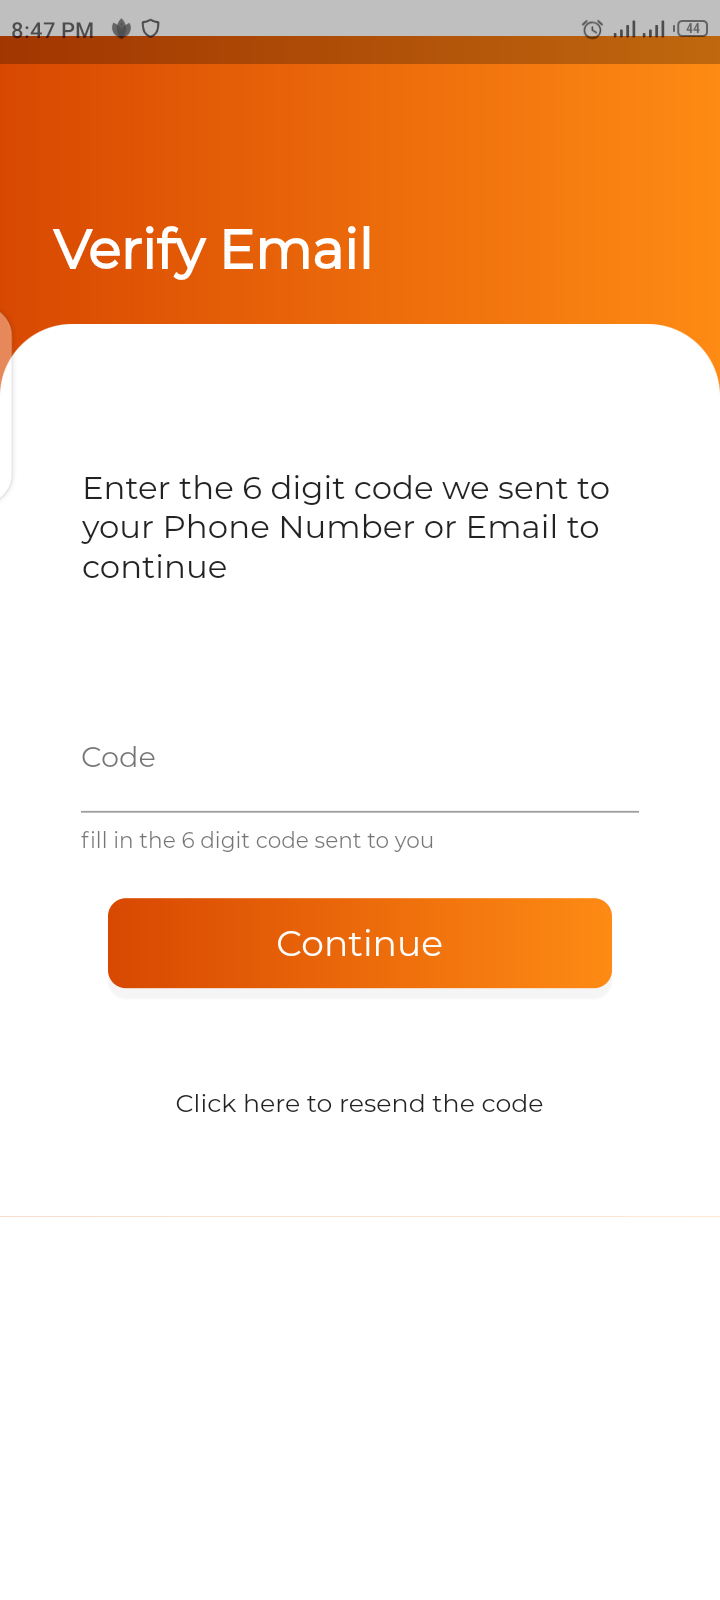 8:47 PM 44
Verify Email
Enter the 6 digit code we sent to
your Phone Number or Email to
continue
Code
fill in the 6 digit code sent to you
Continue
Click here to resend the code